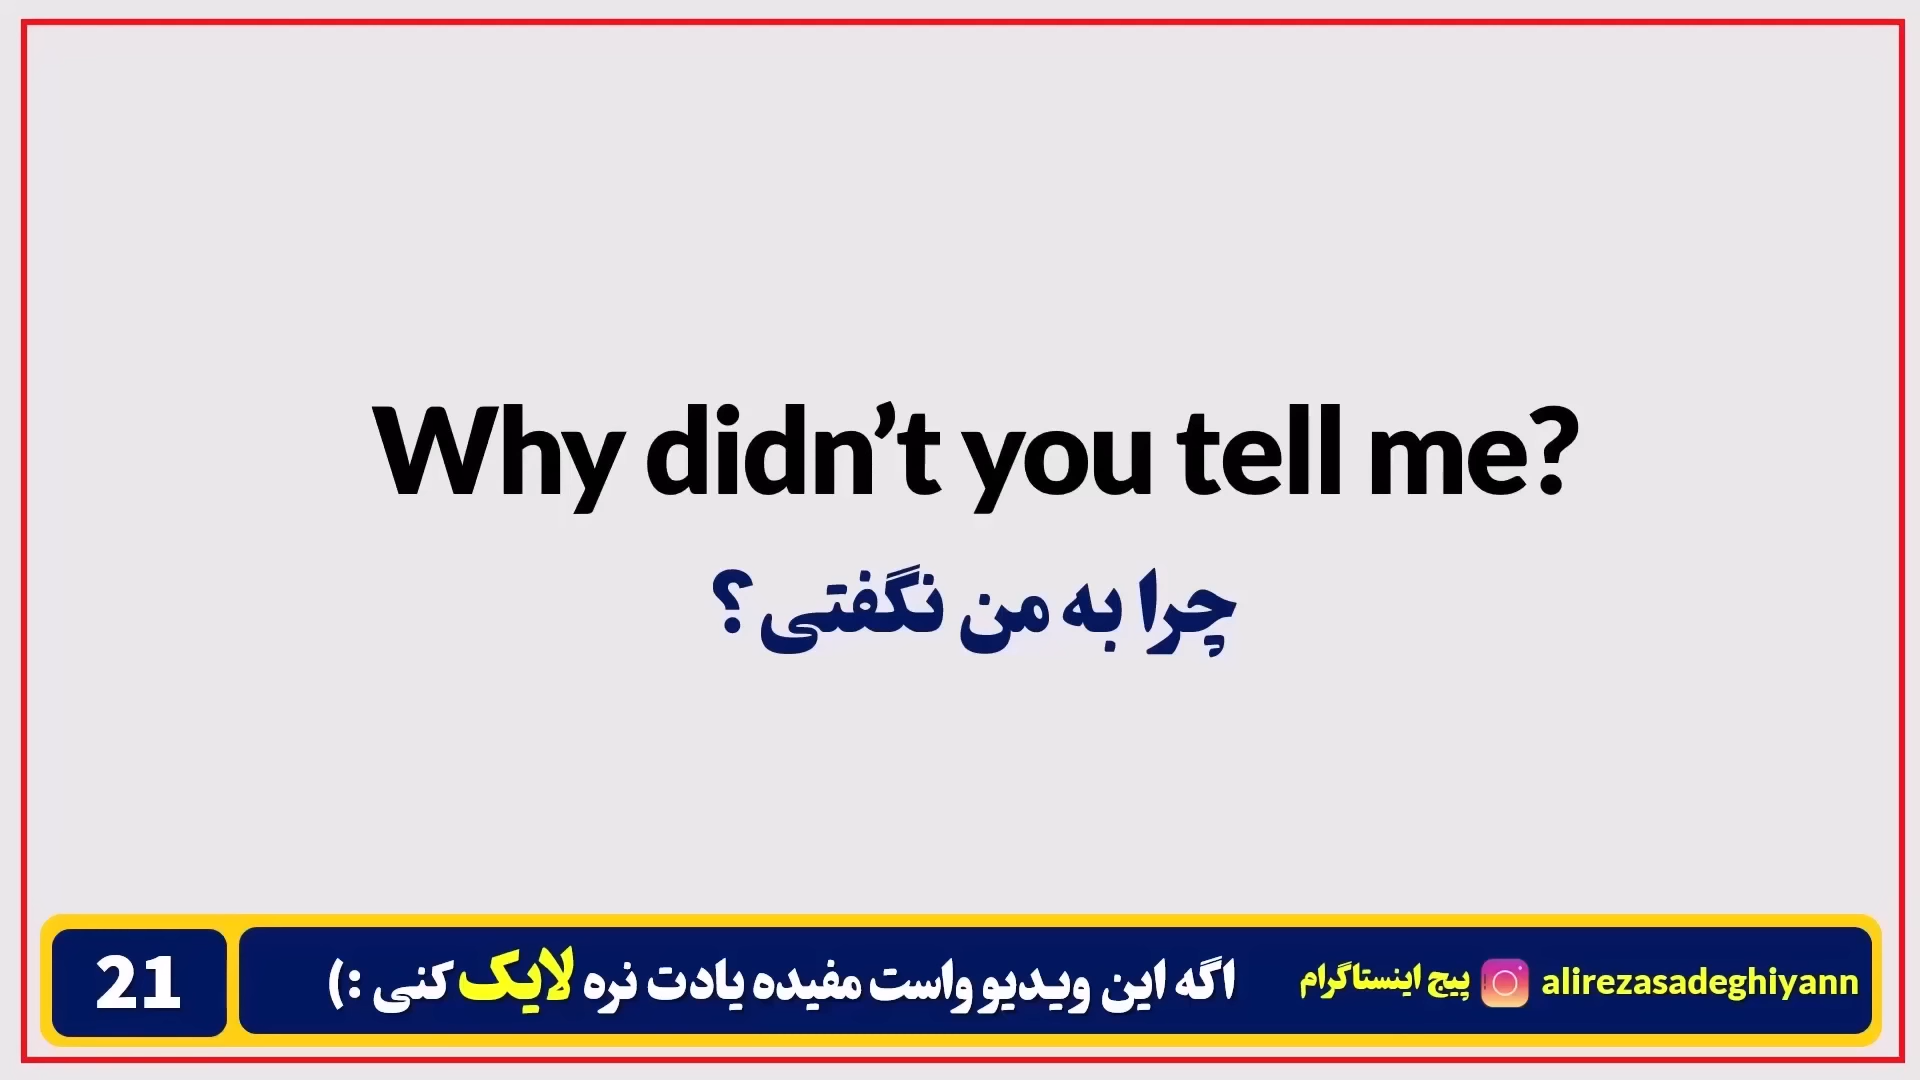 Why didn’t you tell me?
چرا به من نگفتی؟
21
اگه این ویدیو واست مفیده یادت نره لایک کنی :)
پیج اینستاگرام
alirezasadeghiyann